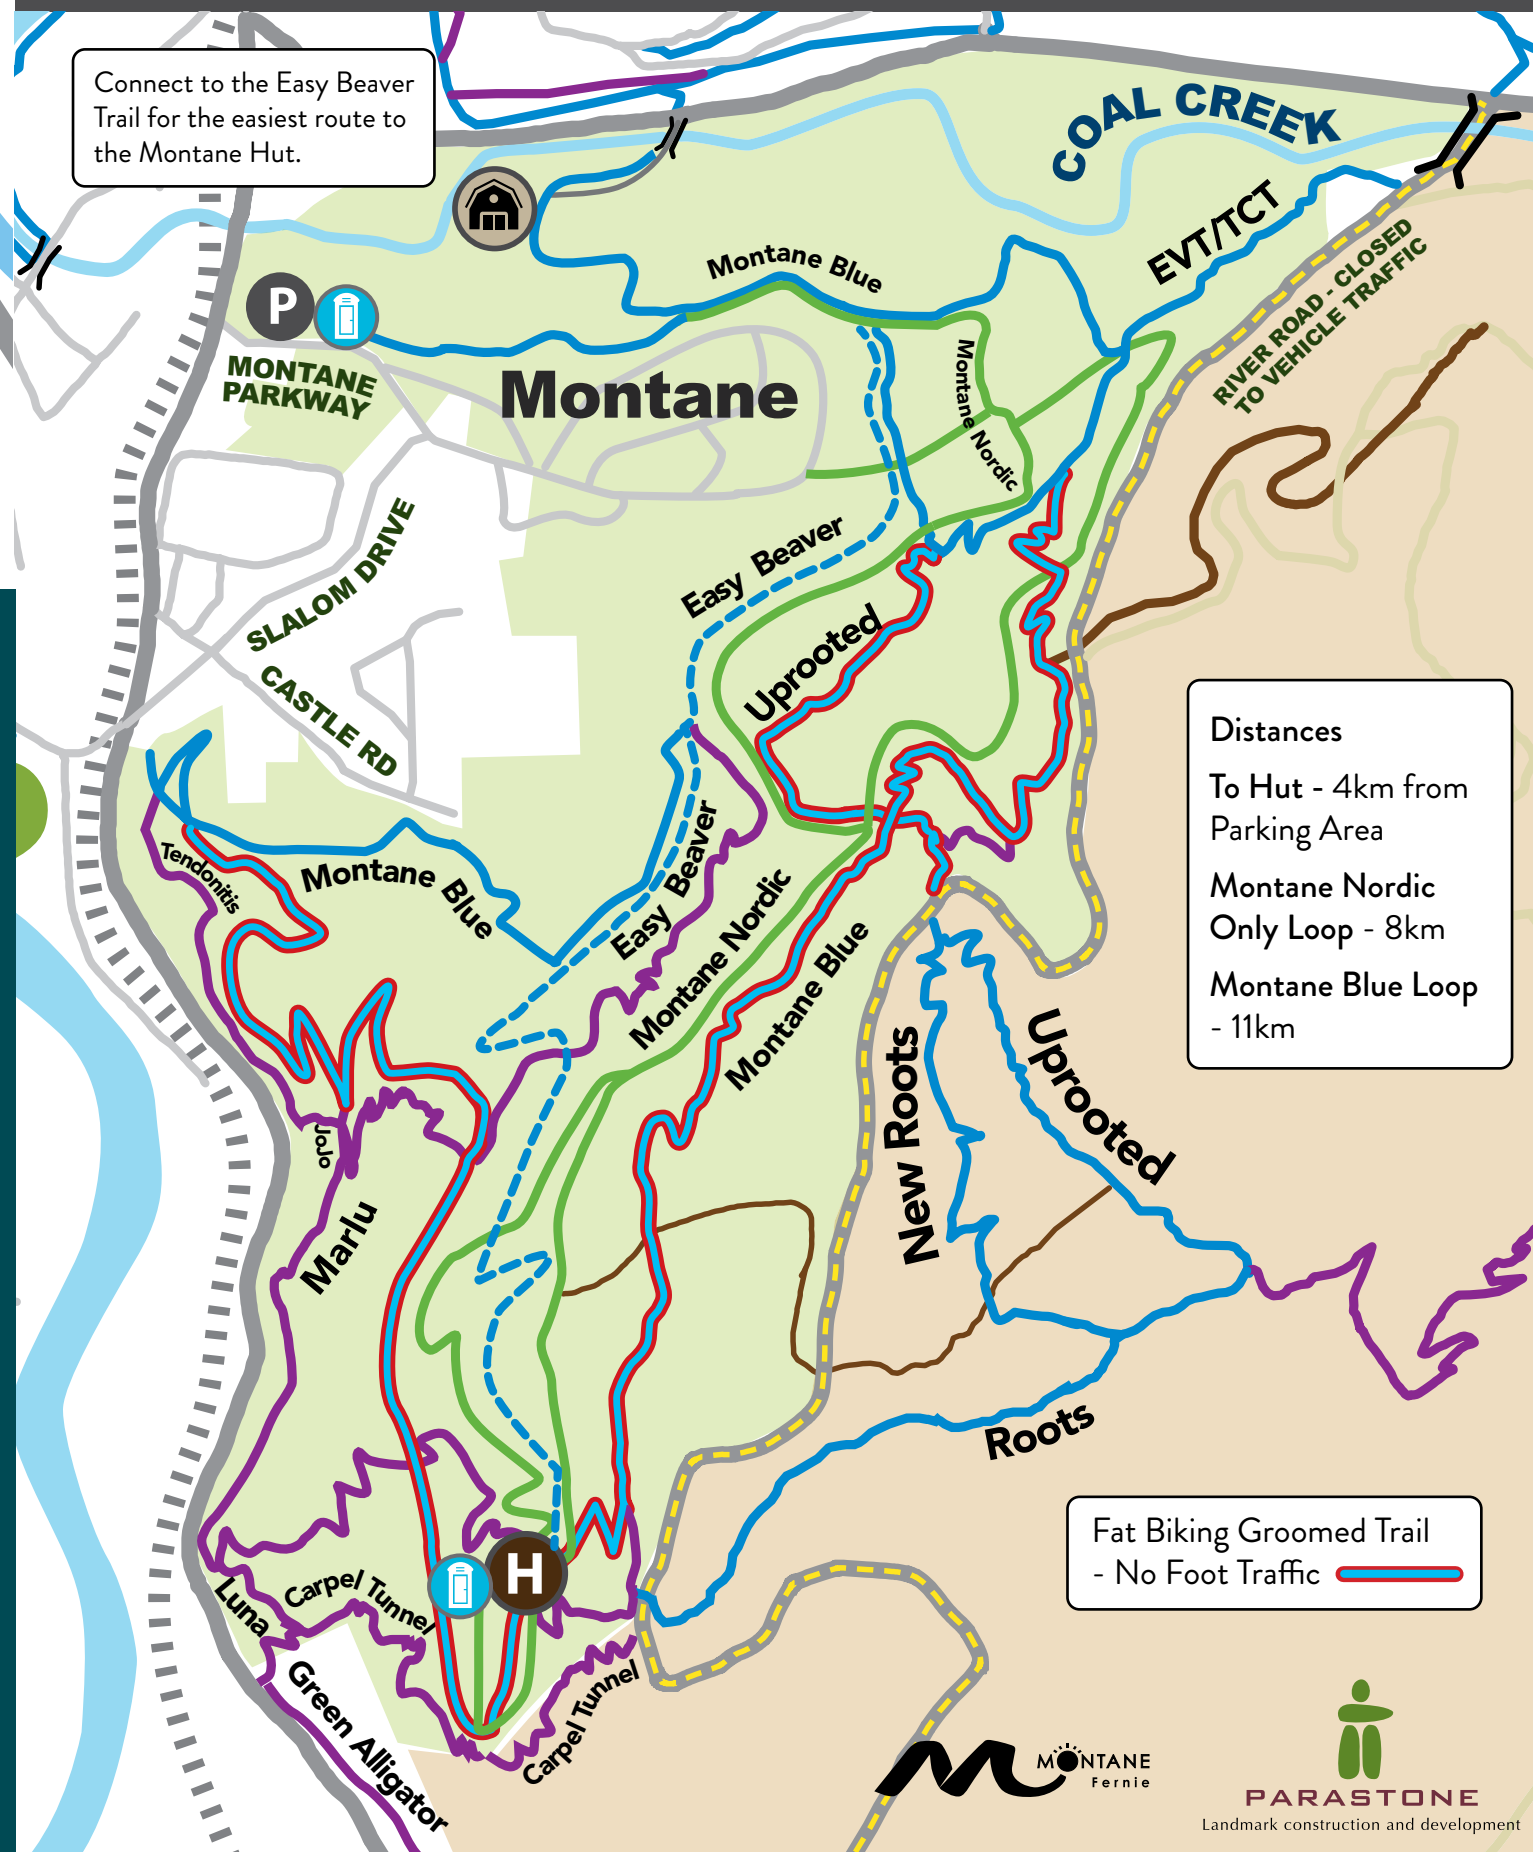 Connect to the Easy Beaver
Trail for the easiest route to
the Montane Hut.
COAL CREEK
EVT/TCT
Montane Blue
P
RIVER ROAD - CLOSED
TO VEHICLE TRAFFIC
MONTANE
PARKWAY
Montane
Montane Nordic
SLALOM DRIVE
Easy Beaver
Uprooted
CASTLE RD
Distances
To Hut - 4km from
Parking Area
Montane Nordic
Only Loop - 8km
Montane Blue Loop
- 11km
Tendonitis
Montane Blue
Easy Beaver
Montane Nordic
Montane Blue
New Roots
Uprooted
JoJo
Marlu
Roots
Fat Biking Groomed Trail
- No Foot Traffic
H
Luna
Carpel Tunnel
Green Alligator
Carpel Tunnel
MONTANE
Fernie
PARASTONE
Landmark construction and development